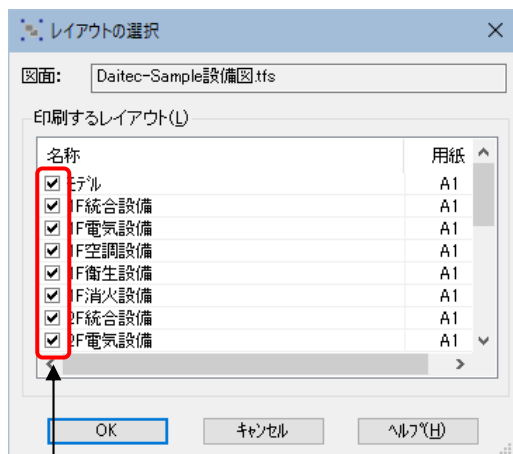 レイアウトの選択
図面: Daitec-Sample設備図.tfs
印刷するレイアウト(L)
名称 用紙
モデル A1
1F統合設備 A1
1F電気設備 A1
1F空調設備 A1
1F衛生設備 A1
1F消火設備 A1
2F統合設備 A1
2F電気設備 A1
OK キャンセル ヘルプ(H)